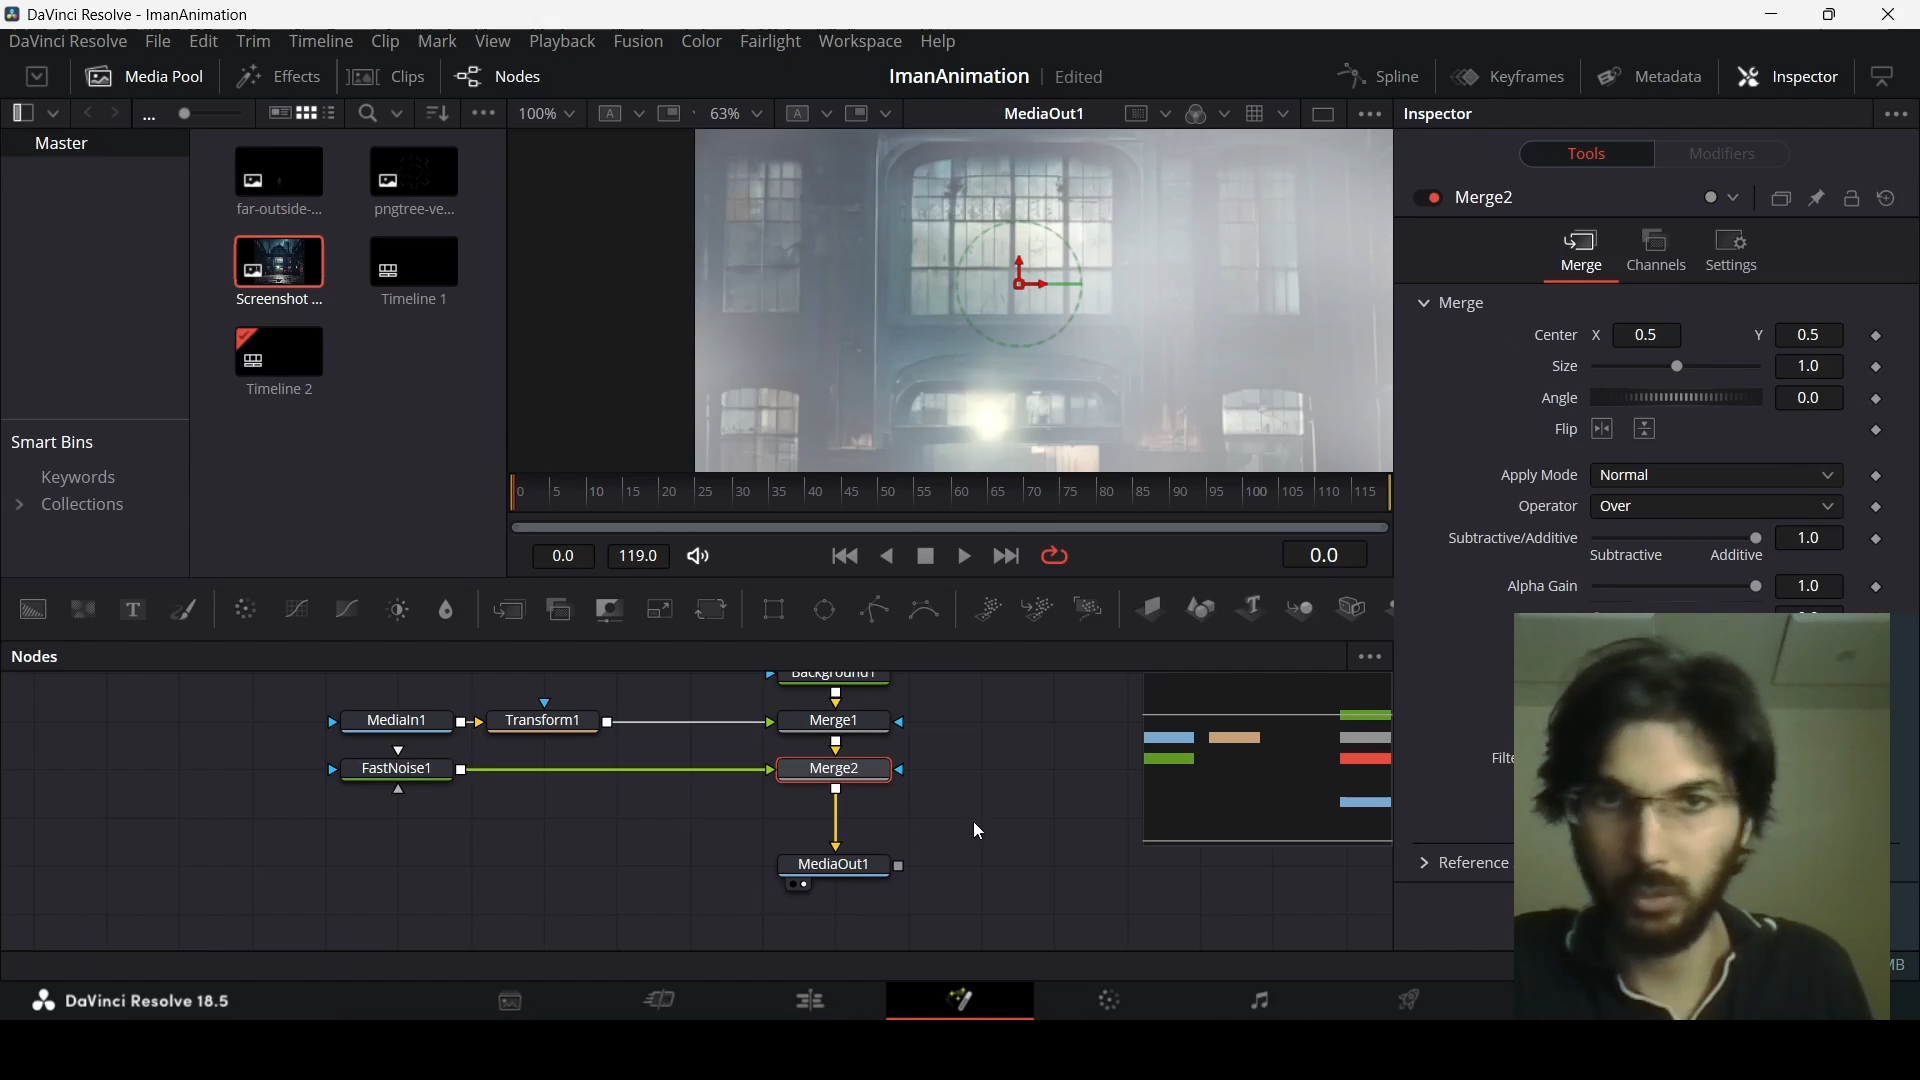 DaVinci Resolve - ImanAnimation
DaVinci Resolve File Edit Trim Timeline Clip Mark View Playback Fusion Color Fairlight Workspace Help
Media Pool Effects Clips Nodes ImanAnimation Edited Spline Keyframes Metadata Inspector
... 100% A 63% A MediaOut1 Inspector
Master
far-outside-... pngtree-ve...
Screenshot ... Timeline 1
Timeline 2
Smart Bins
Keywords
Collections
0 5 10 15 20 25 30 35 40 45 50 55 60 65 70 75 80 85 90 95 100 105 110 115
0.0 119.0 0.0
Tools Modifiers
Merge2
Merge Channels Settings
Merge
Center X 0.5 Y 0.5
Size 1.0
Angle 0.0
Flip
Apply Mode Normal
Operator Over
Subtractive/Additive 1.0
Subtractive Additive
Alpha Gain 1.0
Filte
Reference
MB
T T
Nodes
Background1
MediaIn1 Transform1 Merge1
FastNoise1 Merge2
MediaOut1
DaVinci Resolve 18.5